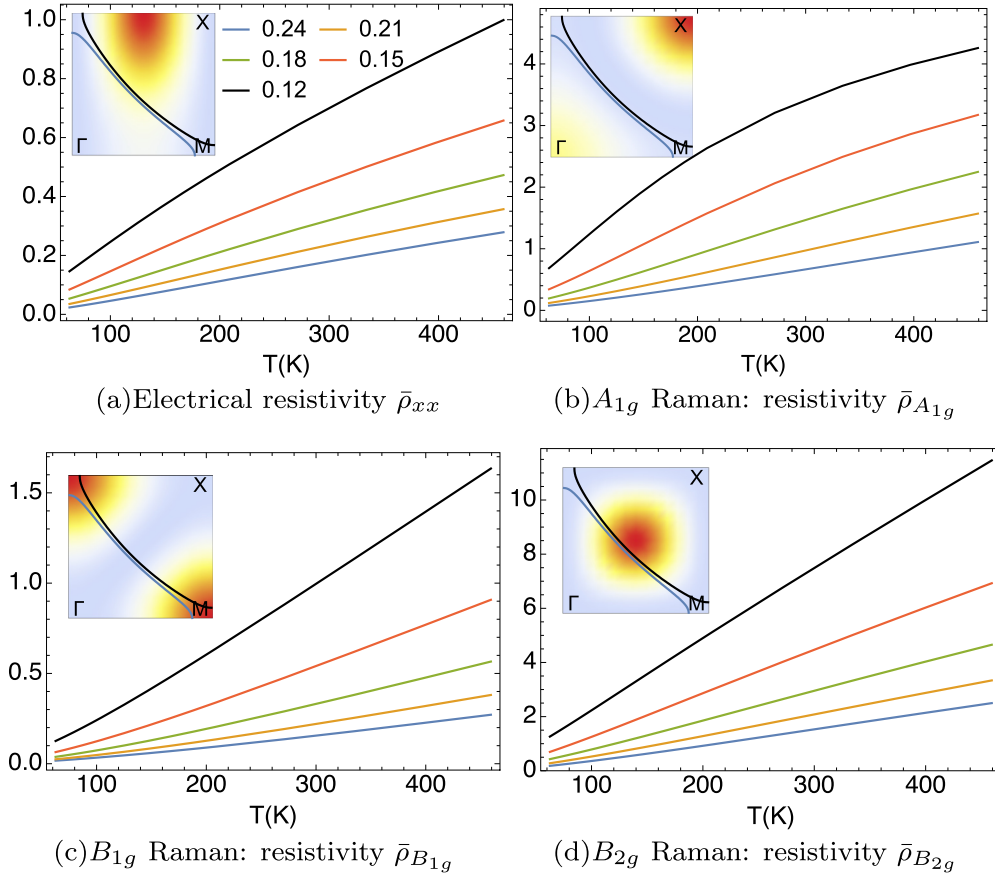 1.0
0.8
0.6
0.4
0.2
0.0
X
Γ
M
0.24 0.21
0.18 0.15
0.12
100 200 300 400
T(K)
(a)Electrical resistivity ρ̄xx
4
3
2
1
0
X
Γ
M
100 200 300 400
T(K)
(b)A1g Raman: resistivity ρ̄A1g
1.5
1.0
0.5
0.0
X
Γ
M
100 200 300 400
T(K)
(c)B1g Raman: resistivity ρ̄B1g
10
8
6
4
2
0
X
Γ
M
100 200 300 400
T(K)
(d)B2g Raman: resistivity ρ̄B2g